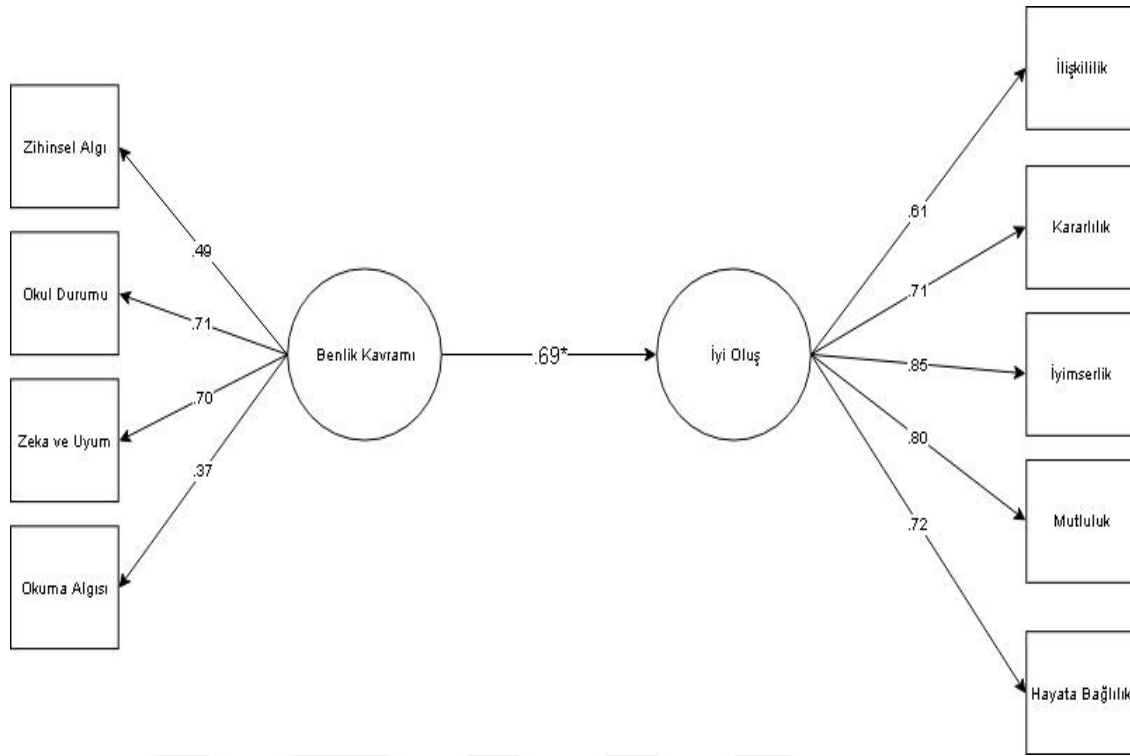 Zihinsel Algı
Okul Durumu
Zeka ve Uyum
Okuma Algısı
.49
.71
.70
.37
Benlik Kavramı
.69*
İyi Oluş
.61
.71
.85
.80
.72
İlişkililik
Kararlılık
İyimserlik
Mutluluk
Hayata Bağlılık